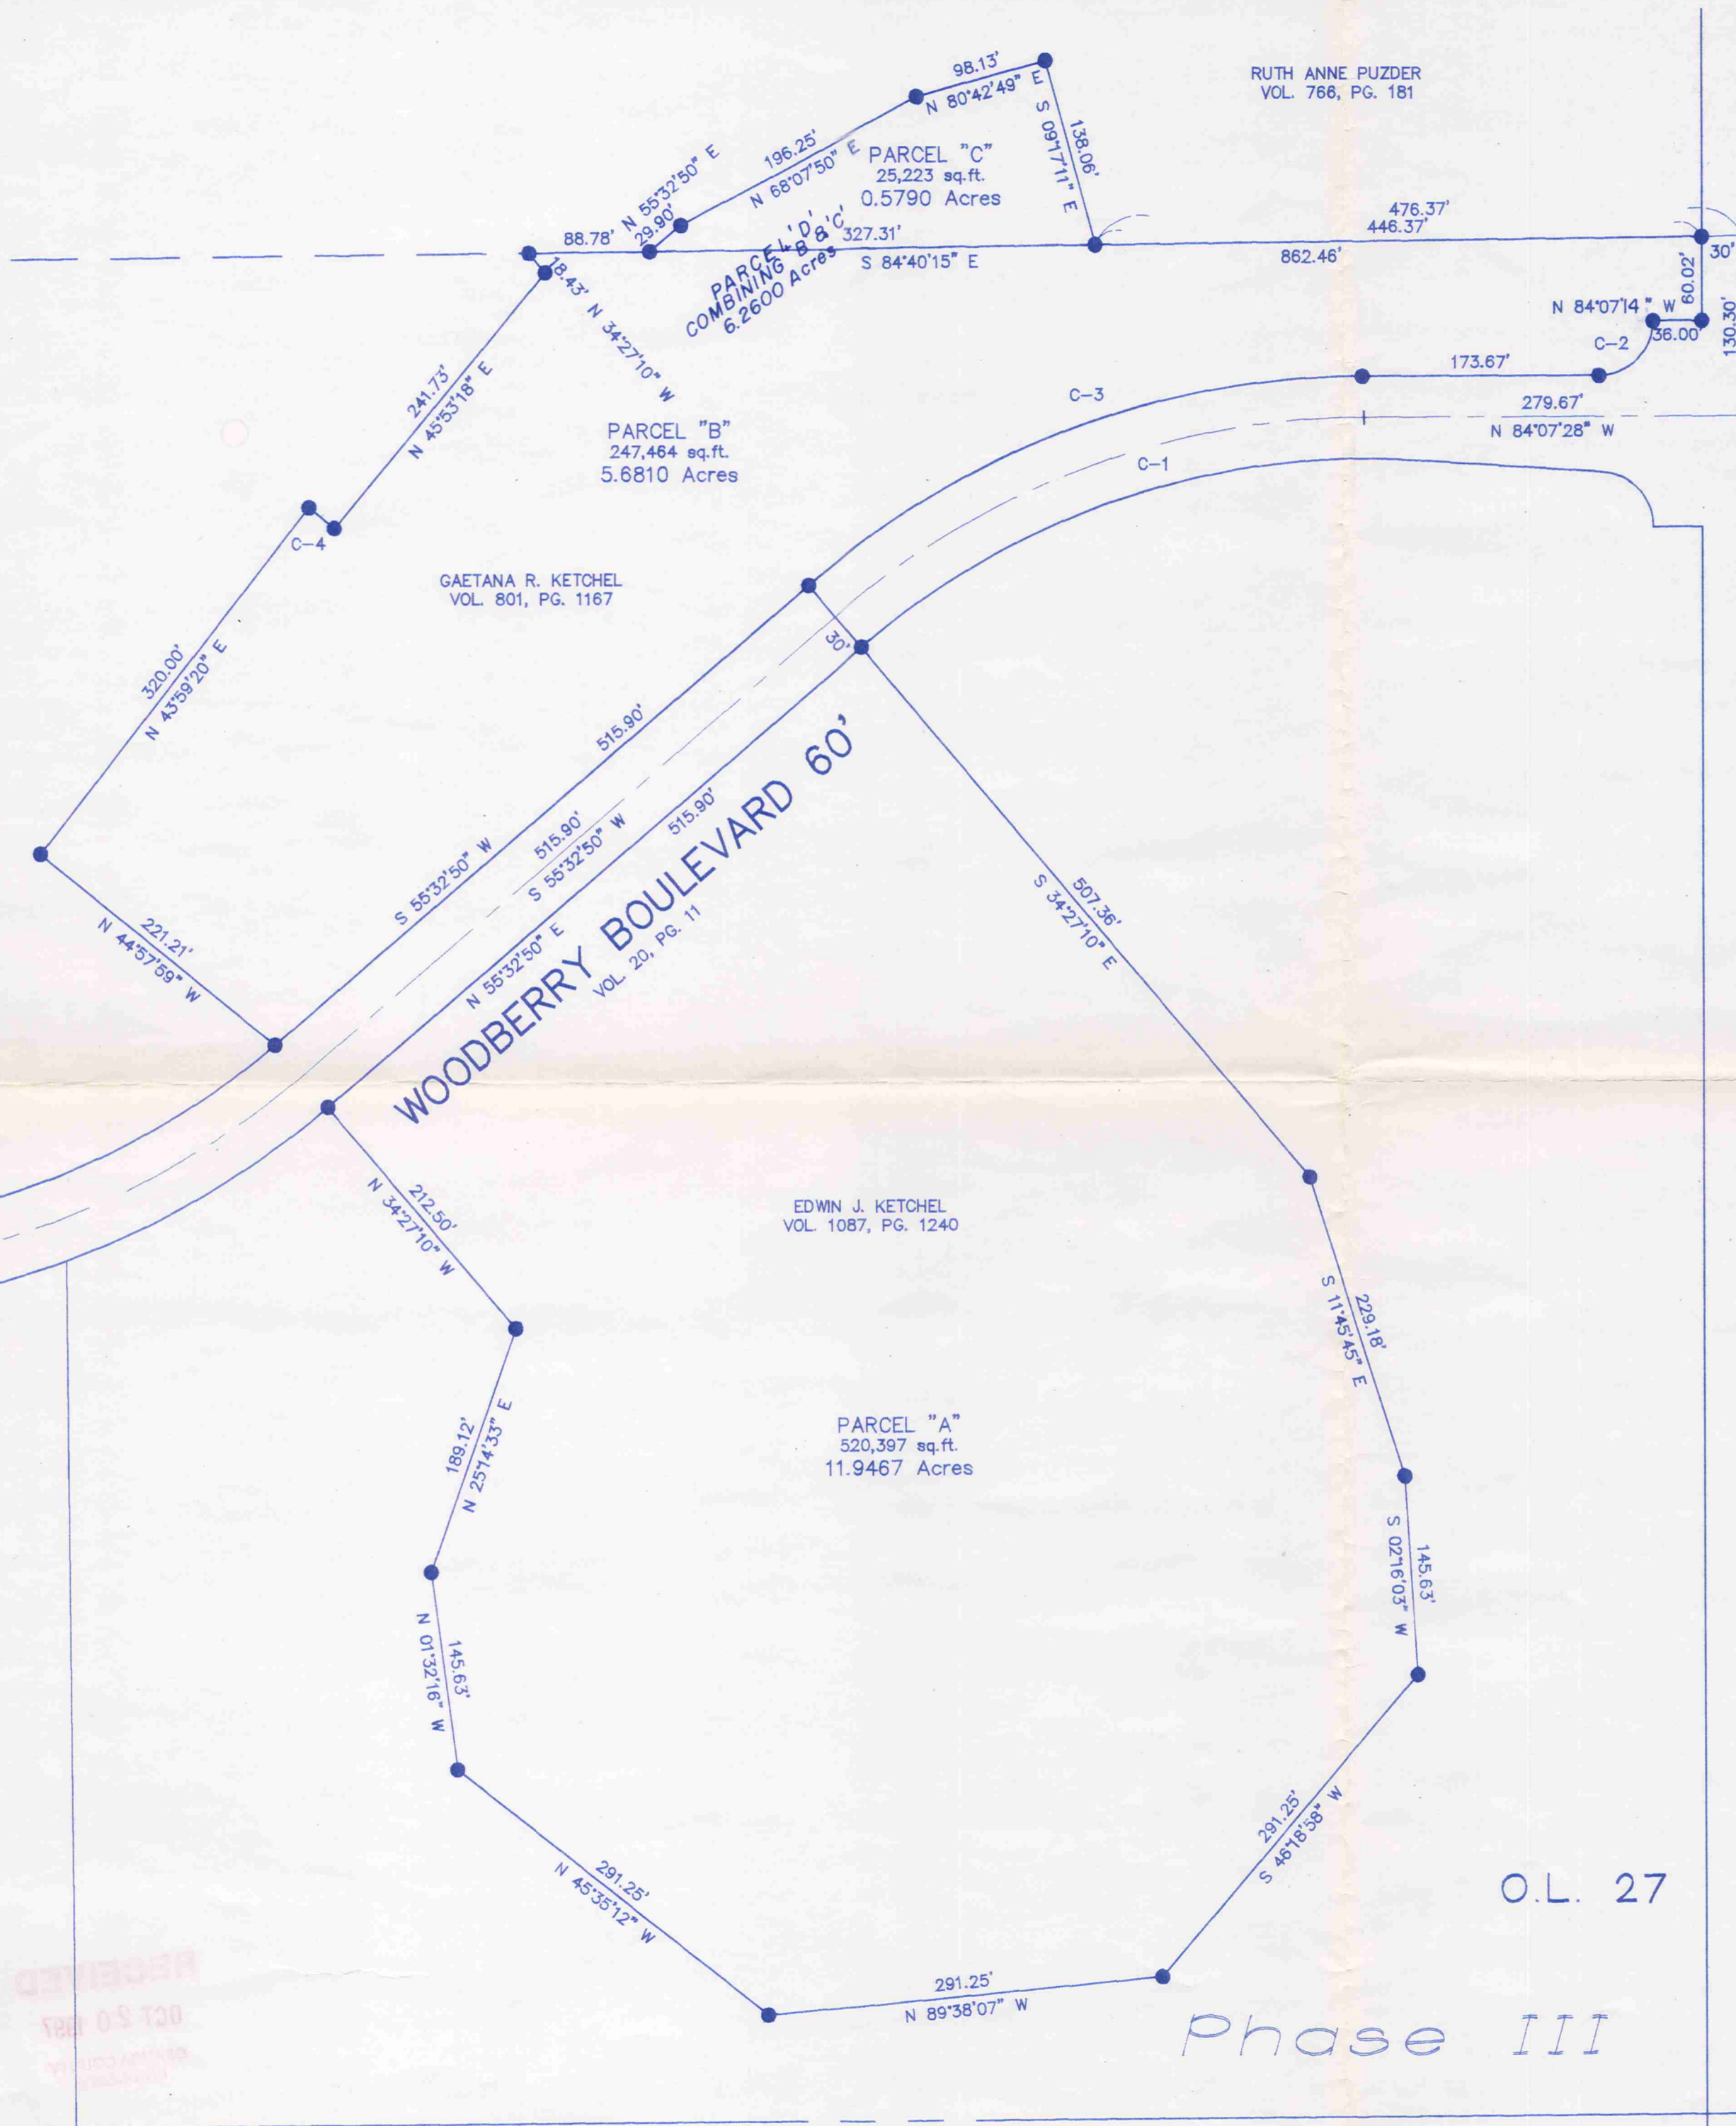 98.13'
N 80°42'49" E
RUTH ANNE PUZDER
VOL. 766, PG. 181
S 09°17'11" E
138.06'
196.25'
N 68°07'50" E
PARCEL "C"
25,223 sq.ft.
0.5790 Acres
N 55°32'50" E
29.90'
88.78'
327.31'
S 84°40'15" E
476.37'
446.37'
862.46'
30'
60.02'
130.30'
PARCEL 'D'
COMBINING 'B' & 'C'
6.2600 Acres
18.43' N 34°27'10" W
N 84°07'14" W
36.00'
C-2
173.67'
C-3
279.67'
N 84°07'28" W
C-1
241.73'
N 45°53'18" E
PARCEL "B"
247,464 sq.ft.
5.6810 Acres
C-4
GAETANA R. KETCHEL
VOL. 801, PG. 1167
30'
320.00'
N 43°59'20" E
515.90'
S 55°32'50" W
515.90'
S 55°32'50" W
515.90'
N 55°32'50" E
WOODBERRY BOULEVARD 60'
VOL. 20, PG. 11
221.21'
N 44°57'59" W
507.36'
S 34°27'10" E
212.50'
N 34°27'10" W
EDWIN J. KETCHEL
VOL. 1087, PG. 1240
229.18'
S 11°45'45" E
189.12'
N 25°14'33" E
PARCEL "A"
520,397 sq.ft.
11.9467 Acres
145.63'
S 02°16'03" W
145.63'
N 01°32'16" W
291.25'
S 46°18'58" W
291.25'
N 45°35'12" W
O.L. 27
291.25'
N 89°38'07" W
Phase III
RECEIVED
OCT 20 1997